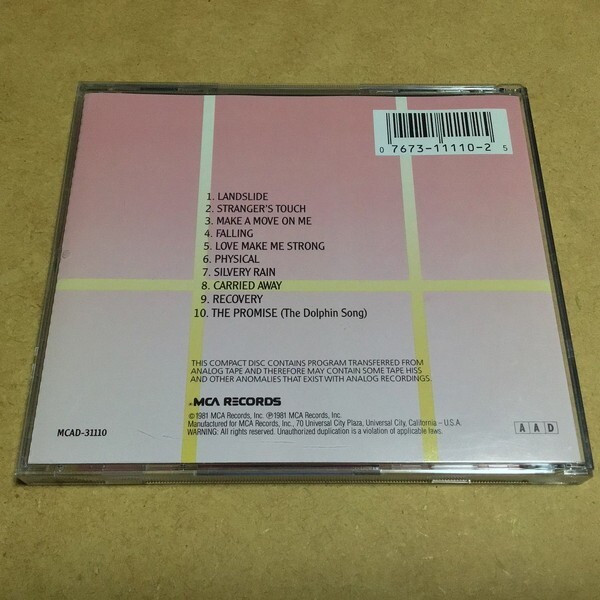 0 7673-11110-2 5
1. LANDSLIDE
2. STRANGER'S TOUCH
3. MAKE A MOVE ON ME
4. FALLING
5. LOVE MAKE ME STRONG
6. PHYSICAL
7. SILVERY RAIN
8. CARRIED AWAY
9. RECOVERY
10. THE PROMISE (The Dolphin Song)
THIS COMPACT DISC CONTAINS PROGRAM TRANSFERRED FROM
ANALOG TAPE AND THEREFORE MAY CONTAIN SOME TAPE HISS
AND OTHER ANOMALIES THAT EXIST WITH ANALOG RECORDINGS.
MCA RECORDS
©1981 MCA Records, Inc. ℗1981 MCA Records, Inc.
Manufactured for MCA Records, Inc., 70 Universal City Plaza, Universal City, California – U.S.A.
WARNING: All rights reserved. Unauthorized duplication is a violation of applicable laws.
MCAD-31110
A A D